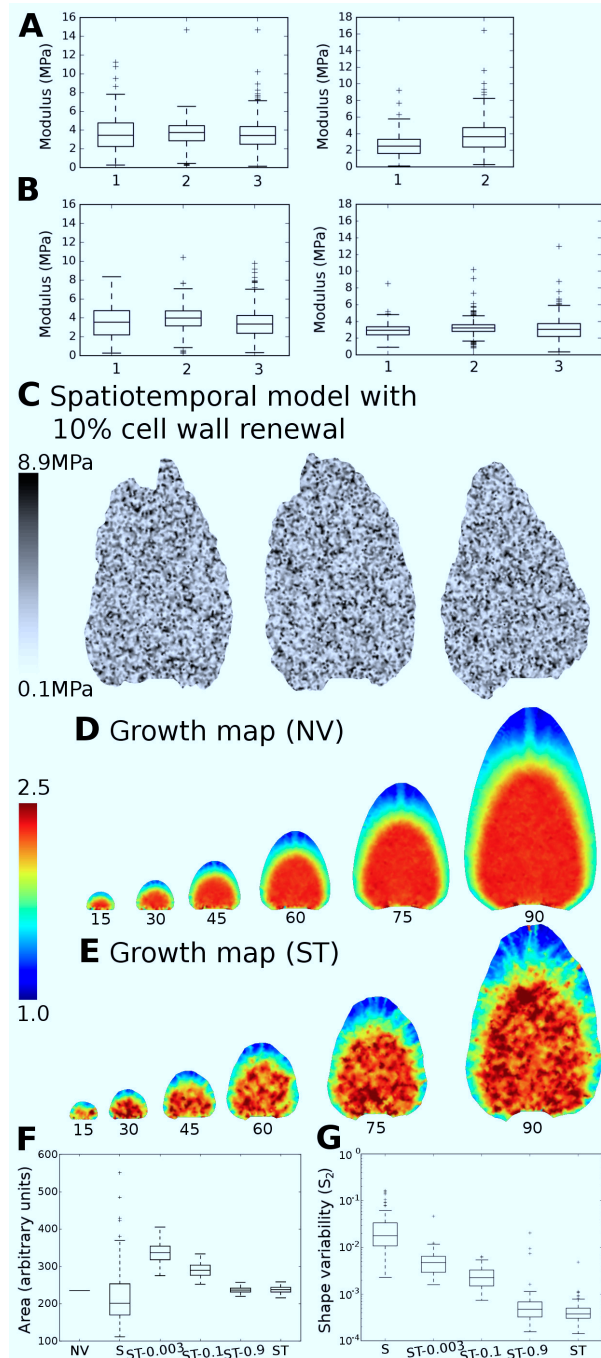 A
Modulus (MPa)
16
14
12
10
8
6
4
2
0
1
2
3
Modulus (MPa)
18
16
14
12
10
8
6
4
2
0
1
2
B
Modulus (MPa)
16
14
12
10
8
6
4
2
0
1
2
3
Modulus (MPa)
18
16
14
12
10
8
6
4
2
0
1
2
3
C Spatiotemporal model with
10% cell wall renewal
8.9MPa
0.1MPa
D Growth map (NV)
2.5
1.0
15
30
45
60
75
90
E Growth map (ST)
15
30
45
60
75
90
F
Area (arbitrary units)
600
500
400
300
200
100
NV
S
ST-0.003
ST-0.1
ST-0.9
ST
G
Shape variability (S₂)
10⁰
10⁻¹
10⁻²
10⁻³
10⁻⁴
S
ST-0.003
ST-0.1
ST-0.9
ST